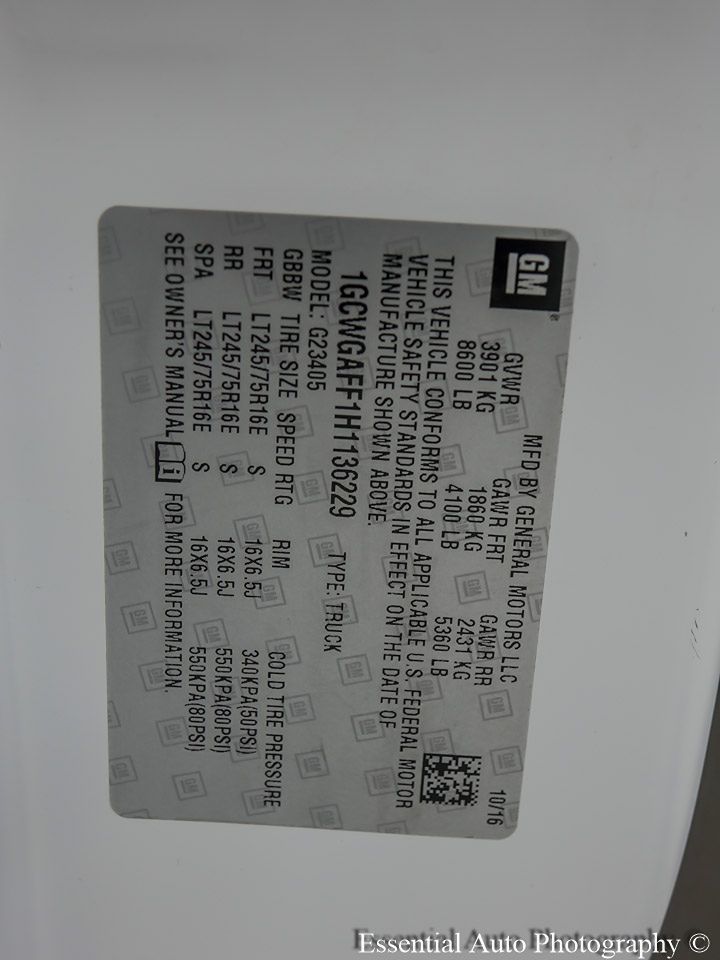 GM
MFD BY GENERAL MOTORS LLC 10/16
GVWR GAWR FRT GAWR RR
3901 KG 1860 KG 2431 KG
8600 LB 4100 LB 5360 LB
THIS VEHICLE CONFORMS TO ALL APPLICABLE U.S. FEDERAL MOTOR
VEHICLE SAFETY STANDARDS IN EFFECT ON THE DATE OF
MANUFACTURE SHOWN ABOVE.
1GCWGAFF1H1136229 TYPE: TRUCK
MODEL: G23405
GBBW TIRE SIZE SPEED RTG RIM COLD TIRE PRESSURE
FRT LT245/75R16E S 16X6.5J 340KPA(50PSI)
RR LT245/75R16E S 16X6.5J 550KPA(80PSI)
SPA LT245/75R16E S 16X6.5J 550KPA(80PSI)
SEE OWNER'S MANUAL FOR MORE INFORMATION.
Essential Auto Photography ©